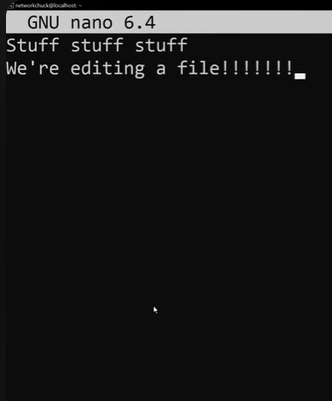 networkchuck@localhost: ~
GNU nano 6.4
Stuff stuff stuff
We're editing a file!!!!!!!